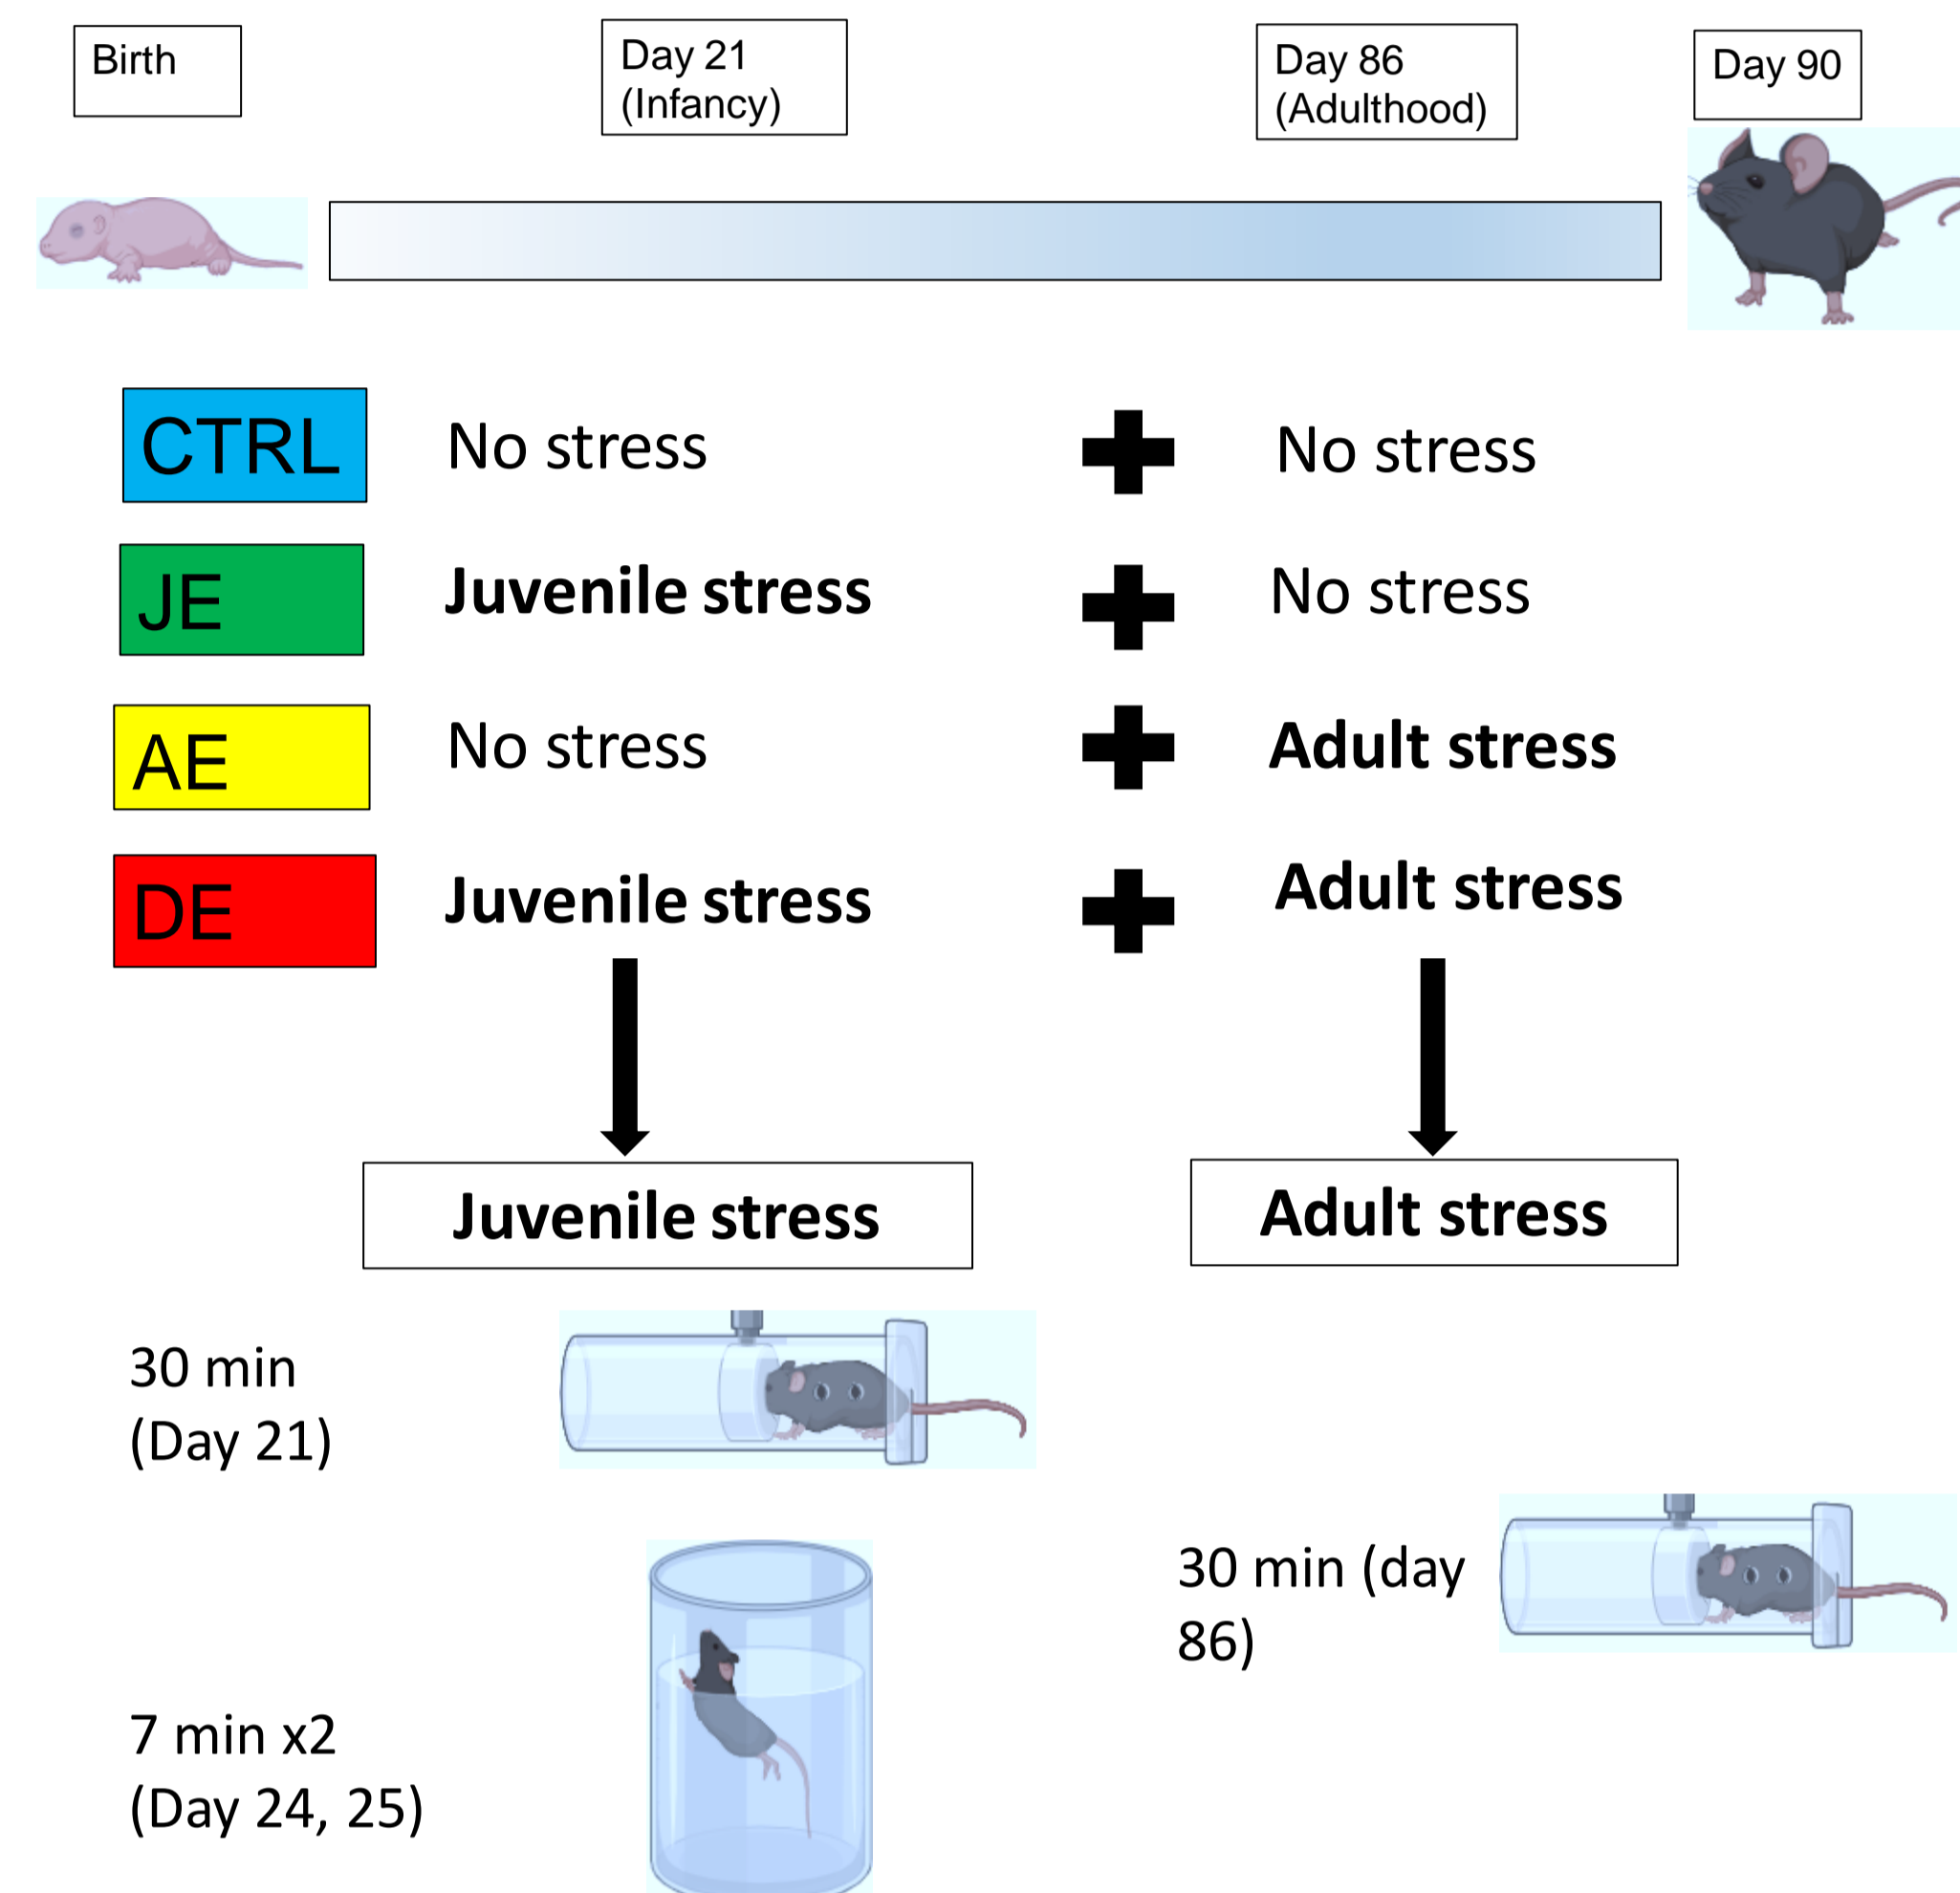 Birth
Day 21
(Infancy)
Day 86
(Adulthood)
Day 90
CTRL
No stress
No stress
JE
Juvenile stress
No stress
AE
No stress
Adult stress
DE
Juvenile stress
Adult stress
Juvenile stress
Adult stress
30 min
(Day 21)
30 min (day
86)
7 min x2
(Day 24, 25)